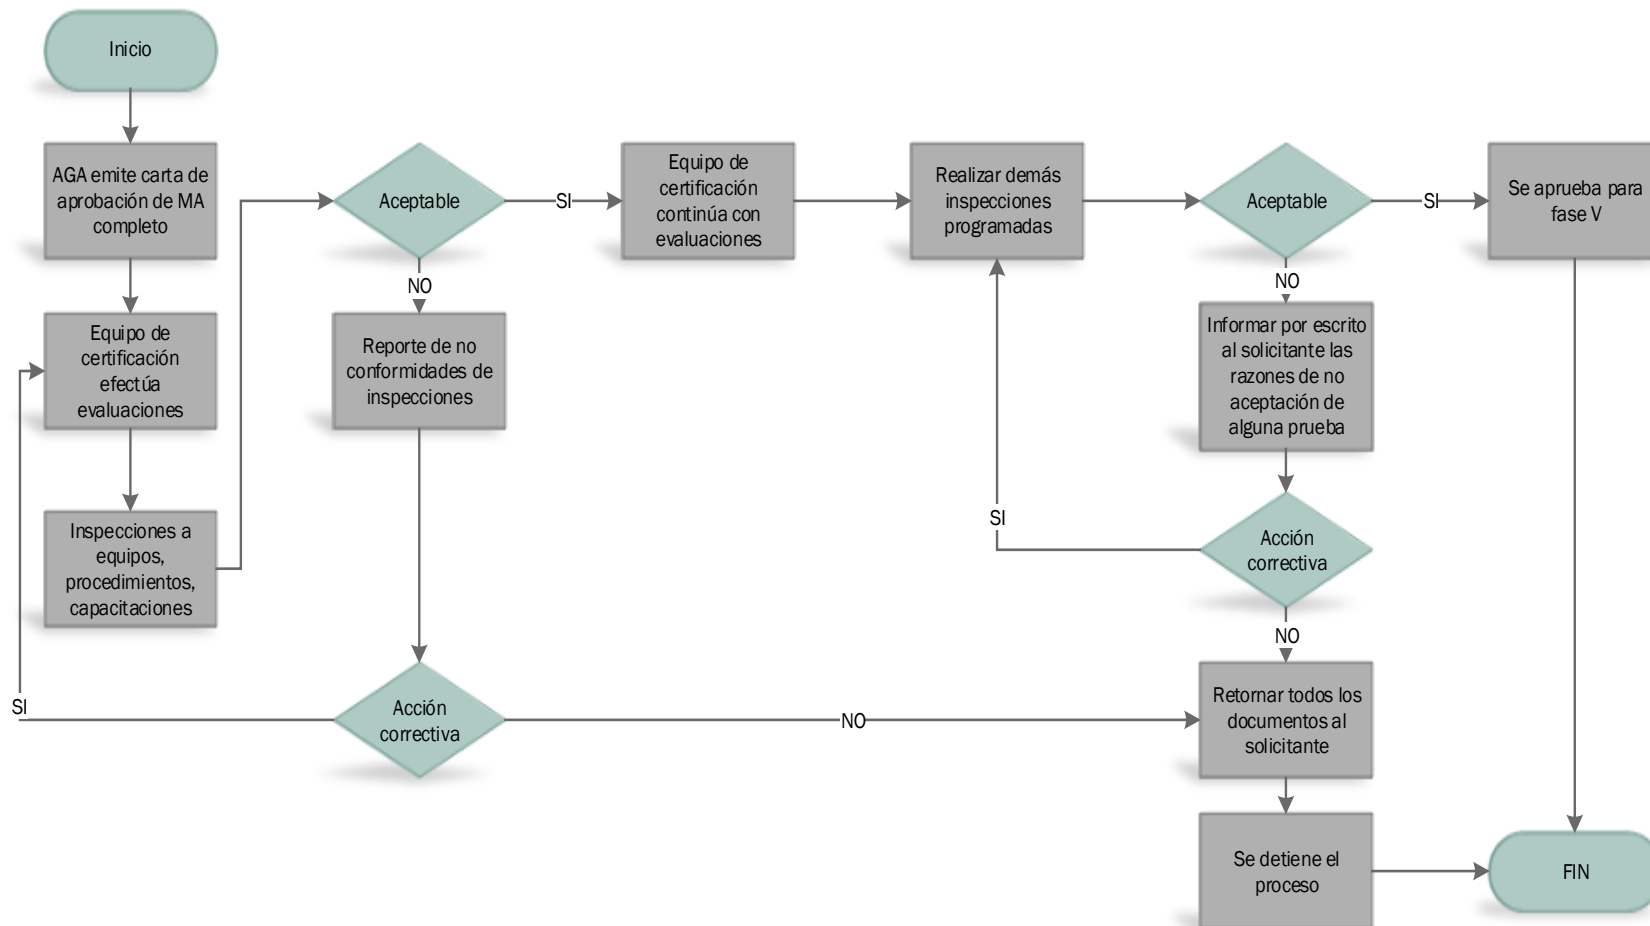 Inicio
AGA emite carta de
aprobación de MA
completo
Equipo de
certificación
efectúa
evaluaciones
Inspecciones a
equipos,
procedimientos,
capacitaciones
Aceptable
SI
NO
Reporte de no
conformidades de
inspecciones
Acción
correctiva
SI
NO
Equipo de
certificación
continúa con
evaluaciones
Realizar demás
inspecciones
programadas
Aceptable
SI
NO
Informar por escrito
al solicitante las
razones de no
aceptación de
alguna prueba
Acción
correctiva
SI
NO
Retornar todos los
documentos al
solicitante
Se detiene el
proceso
Se aprueba para
fase V
FIN